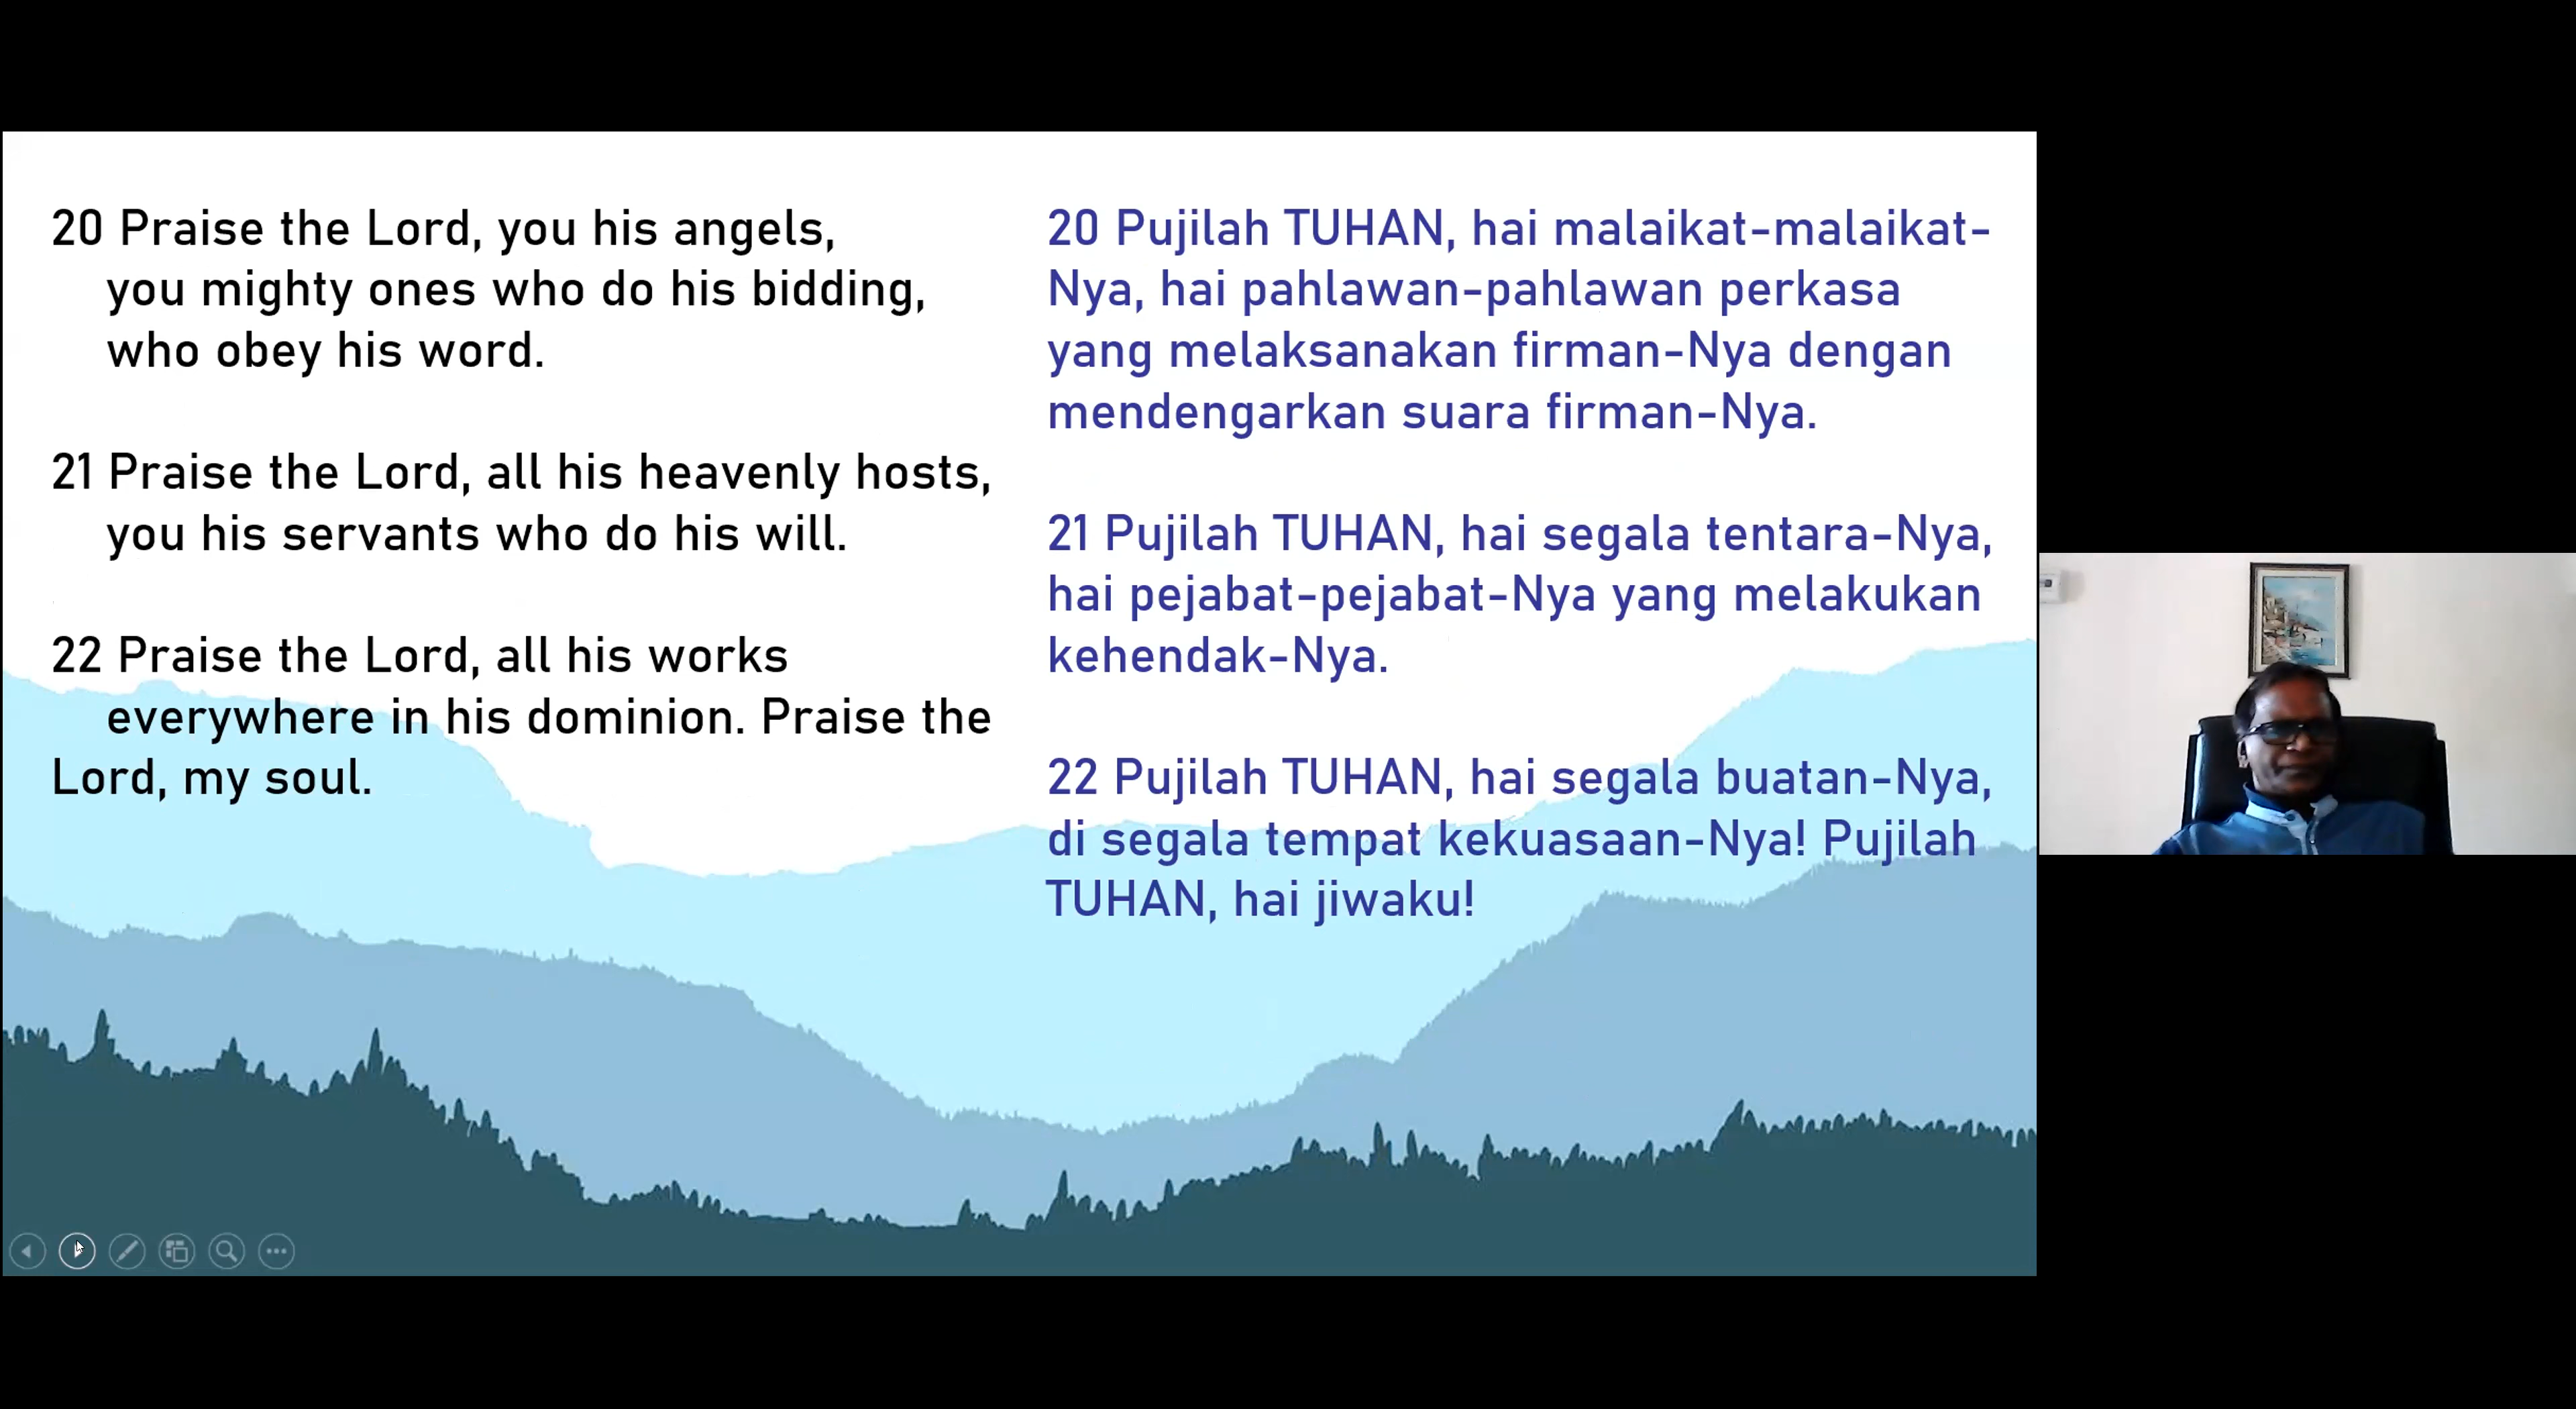 20 Praise the Lord, you his angels,
you mighty ones who do his bidding,
who obey his word.
21 Praise the Lord, all his heavenly hosts,
you his servants who do his will.
22 Praise the Lord, all his works
everywhere in his dominion. Praise the
Lord, my soul.
20 Pujilah TUHAN, hai malaikat-malaikat-
Nya, hai pahlawan-pahlawan perkasa
yang melaksanakan firman-Nya dengan
mendengarkan suara firman-Nya.
21 Pujilah TUHAN, hai segala tentara-Nya,
hai pejabat-pejabat-Nya yang melakukan
kehendak-Nya.
22 Pujilah TUHAN, hai segala buatan-Nya,
di segala tempat kekuasaan-Nya! Pujilah
TUHAN, hai jiwaku!